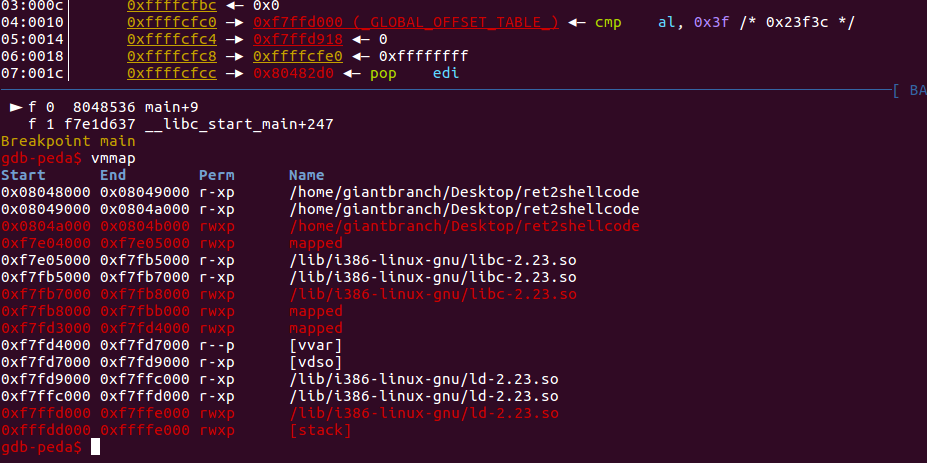 03:000c│ 0xffffcfbc ◂— 0x0
04:0010│ 0xffffcfc0 —▸ 0xf7ffd000 (_GLOBAL_OFFSET_TABLE_) ◂— cmp al, 0x3f /* 0x23f3c */
05:0014│ 0xffffcfc4 —▸ 0xf7ffd918 ◂— 0
06:0018│ 0xffffcfc8 —▸ 0xffffcfe0 ◂— 0xffffffff
07:001c│ 0xffffcfcc —▸ 0x80482d0 ◂— pop edi
[ BA
► f 0 8048536 main+9
f 1 f7e1d637 __libc_start_main+247
Breakpoint main
gdb-peda$ vmmap
Start End Perm Name
0x08048000 0x08049000 r-xp /home/giantbranch/Desktop/ret2shellcode
0x08049000 0x0804a000 r-xp /home/giantbranch/Desktop/ret2shellcode
0x0804a000 0x0804b000 rwxp /home/giantbranch/Desktop/ret2shellcode
0xf7e04000 0xf7e05000 rwxp mapped
0xf7e05000 0xf7fb5000 r-xp /lib/i386-linux-gnu/libc-2.23.so
0xf7fb5000 0xf7fb7000 r-xp /lib/i386-linux-gnu/libc-2.23.so
0xf7fb7000 0xf7fb8000 rwxp /lib/i386-linux-gnu/libc-2.23.so
0xf7fb8000 0xf7fbb000 rwxp mapped
0xf7fd3000 0xf7fd4000 rwxp mapped
0xf7fd4000 0xf7fd7000 r--p [vvar]
0xf7fd7000 0xf7fd9000 r-xp [vdso]
0xf7fd9000 0xf7ffc000 r-xp /lib/i386-linux-gnu/ld-2.23.so
0xf7ffc000 0xf7ffd000 r-xp /lib/i386-linux-gnu/ld-2.23.so
0xf7ffd000 0xf7ffe000 rwxp /lib/i386-linux-gnu/ld-2.23.so
0xfffdd000 0xffffe000 rwxp [stack]
gdb-peda$